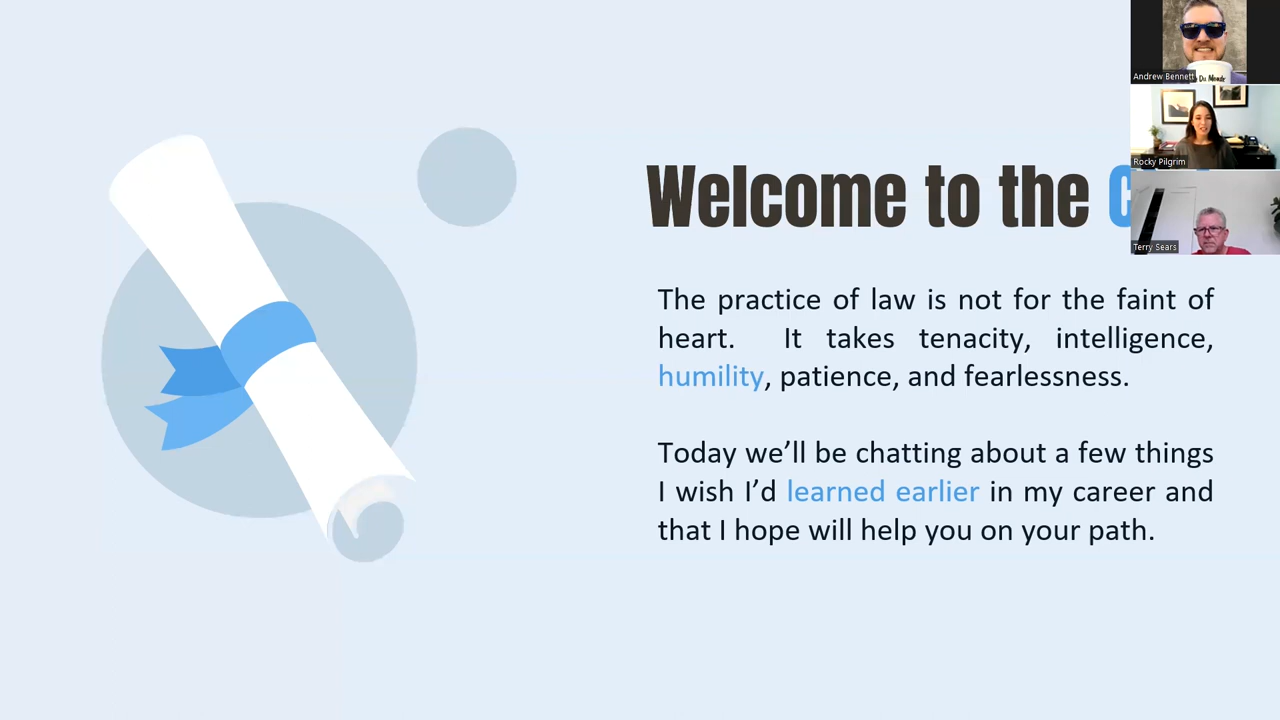 Welcome to the
The practice of law is not for the faint of
heart. It takes tenacity, intelligence,
humility, patience, and fearlessness.
Today we’ll be chatting about a few things
I wish I’d learned earlier in my career and
that I hope will help you on your path.
Andrew Bennett
Du Monde
Rocky Pilgrim
Terry Sears